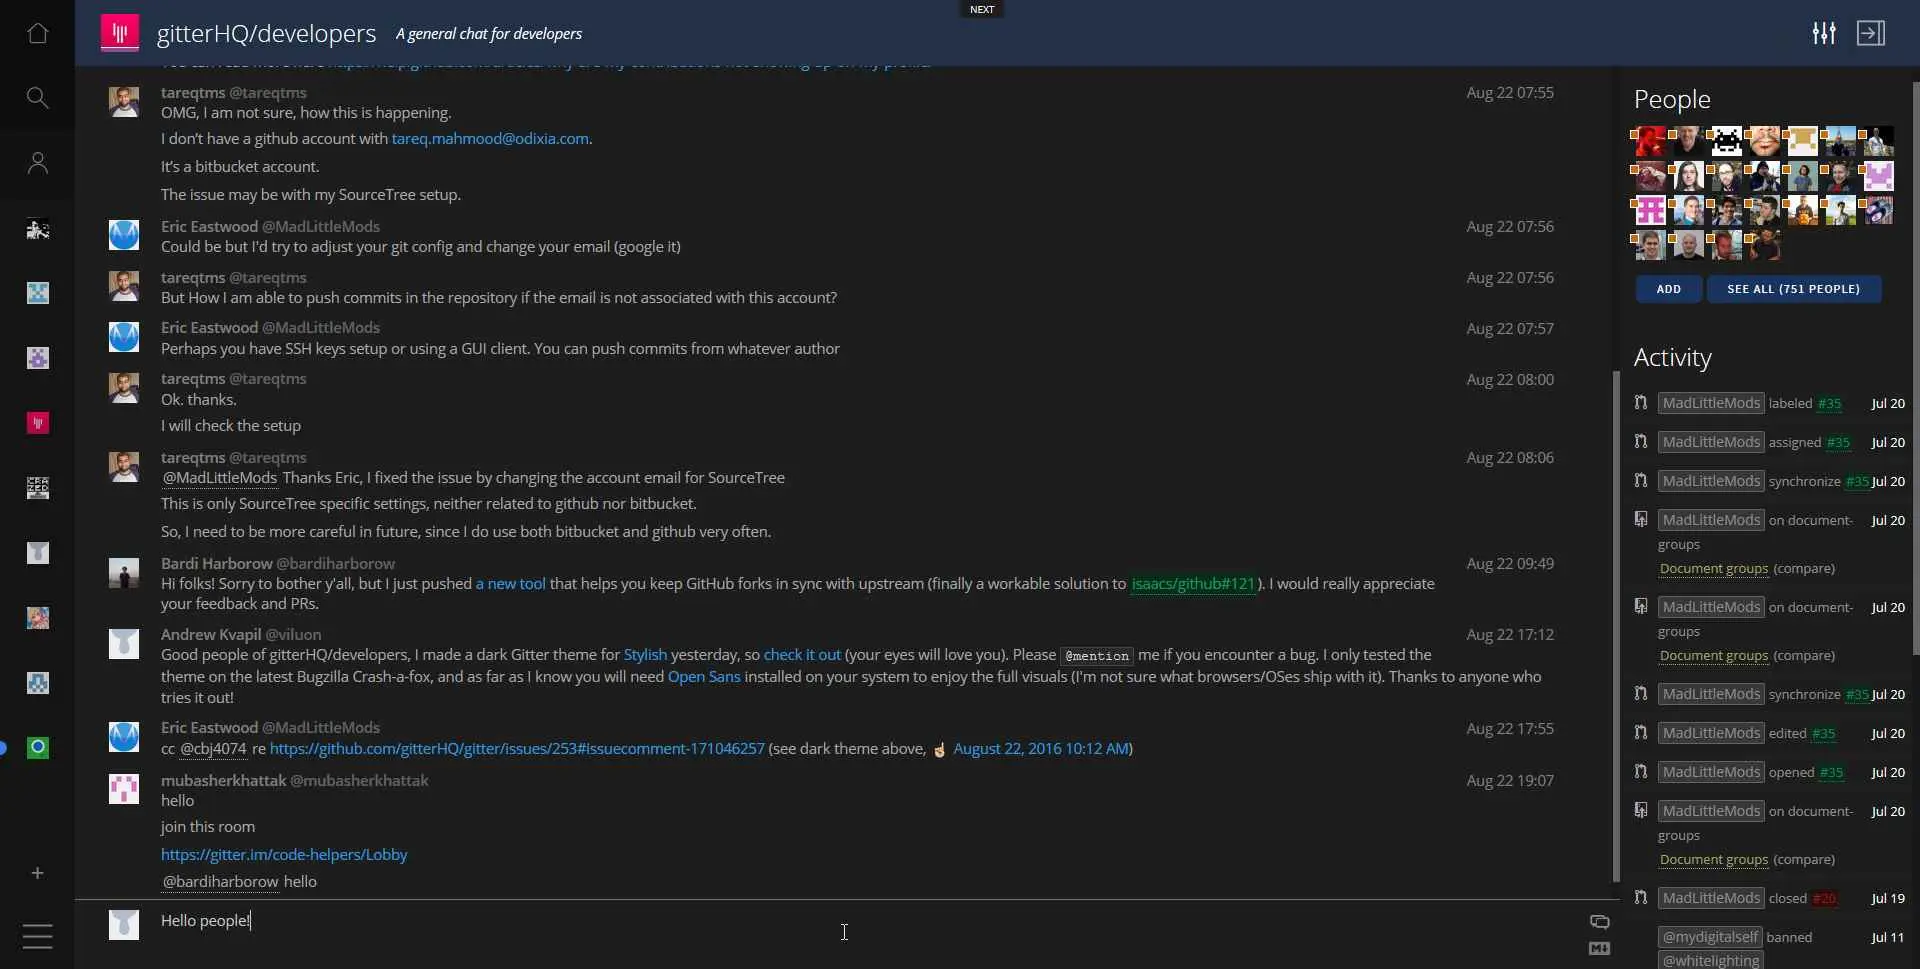 NEXT
gitterHQ/developers A general chat for developers
tareqtms @tareqtms Aug 22 07:55
OMG, I am not sure, how this is happening.
I don't have a github account with tareq.mahmood@odixia.com.
It's a bitbucket account.
The issue may be with my SourceTree setup.
Eric Eastwood @MadLittleMods Aug 22 07:56
Could be but I'd try to adjust your git config and change your email (google it)
tareqtms @tareqtms Aug 22 07:56
But How I am able to push commits in the repository if the email is not associated with this account?
Eric Eastwood @MadLittleMods Aug 22 07:57
Perhaps you have SSH keys setup or using a GUI client. You can push commits from whatever author
tareqtms @tareqtms Aug 22 08:00
Ok. thanks.
I will check the setup
tareqtms @tareqtms Aug 22 08:06
@MadLittleMods Thanks Eric, I fixed the issue by changing the account email for SourceTree
This is only SourceTree specific settings, neither related to github nor bitbucket.
So, I need to be more careful in future, since I do use both bitbucket and github very often.
Bardi Harborow @bardiharborow Aug 22 09:49
Hi folks! Sorry to bother y'all, but I just pushed a new tool that helps you keep GitHub forks in sync with upstream (finally a workable solution to isaacs/github#121). I would really appreciate
your feedback and PRs.
Andrew Kvapil @viluon Aug 22 17:12
Good people of gitterHQ/developers, I made a dark Gitter theme for Stylish yesterday, so check it out (your eyes will love you). Please @mention me if you encounter a bug. I only tested the
theme on the latest Bugzilla Crash-a-fox, and as far as I know you will need Open Sans installed on your system to enjoy the full visuals (I'm not sure what browsers/OSes ship with it). Thanks to anyone who
tries it out!
Eric Eastwood @MadLittleMods Aug 22 17:55
cc @cbj4074 re https://github.com/gitterHQ/gitter/issues/253#issuecomment-171046257 (see dark theme above, ☝ August 22, 2016 10:12 AM)
mubasherkhattak @mubasherkhattak Aug 22 19:07
hello
join this room
https://gitter.im/code-helpers/Lobby
@bardiharborow hello
Hello people!
People
ADD SEE ALL (751 PEOPLE)
Activity
MadLittleMods labeled #35 Jul 20
MadLittleMods assigned #35 Jul 20
MadLittleMods synchronize #35 Jul 20
MadLittleMods on document- Jul 20
groups
Document groups (compare)
MadLittleMods on document- Jul 20
groups
Document groups (compare)
MadLittleMods synchronize #35 Jul 20
MadLittleMods edited #35 Jul 20
MadLittleMods opened #35 Jul 20
MadLittleMods on document- Jul 20
groups
Document groups (compare)
MadLittleMods closed #20 Jul 19
@mydigitalself banned Jul 11
@whitelighting